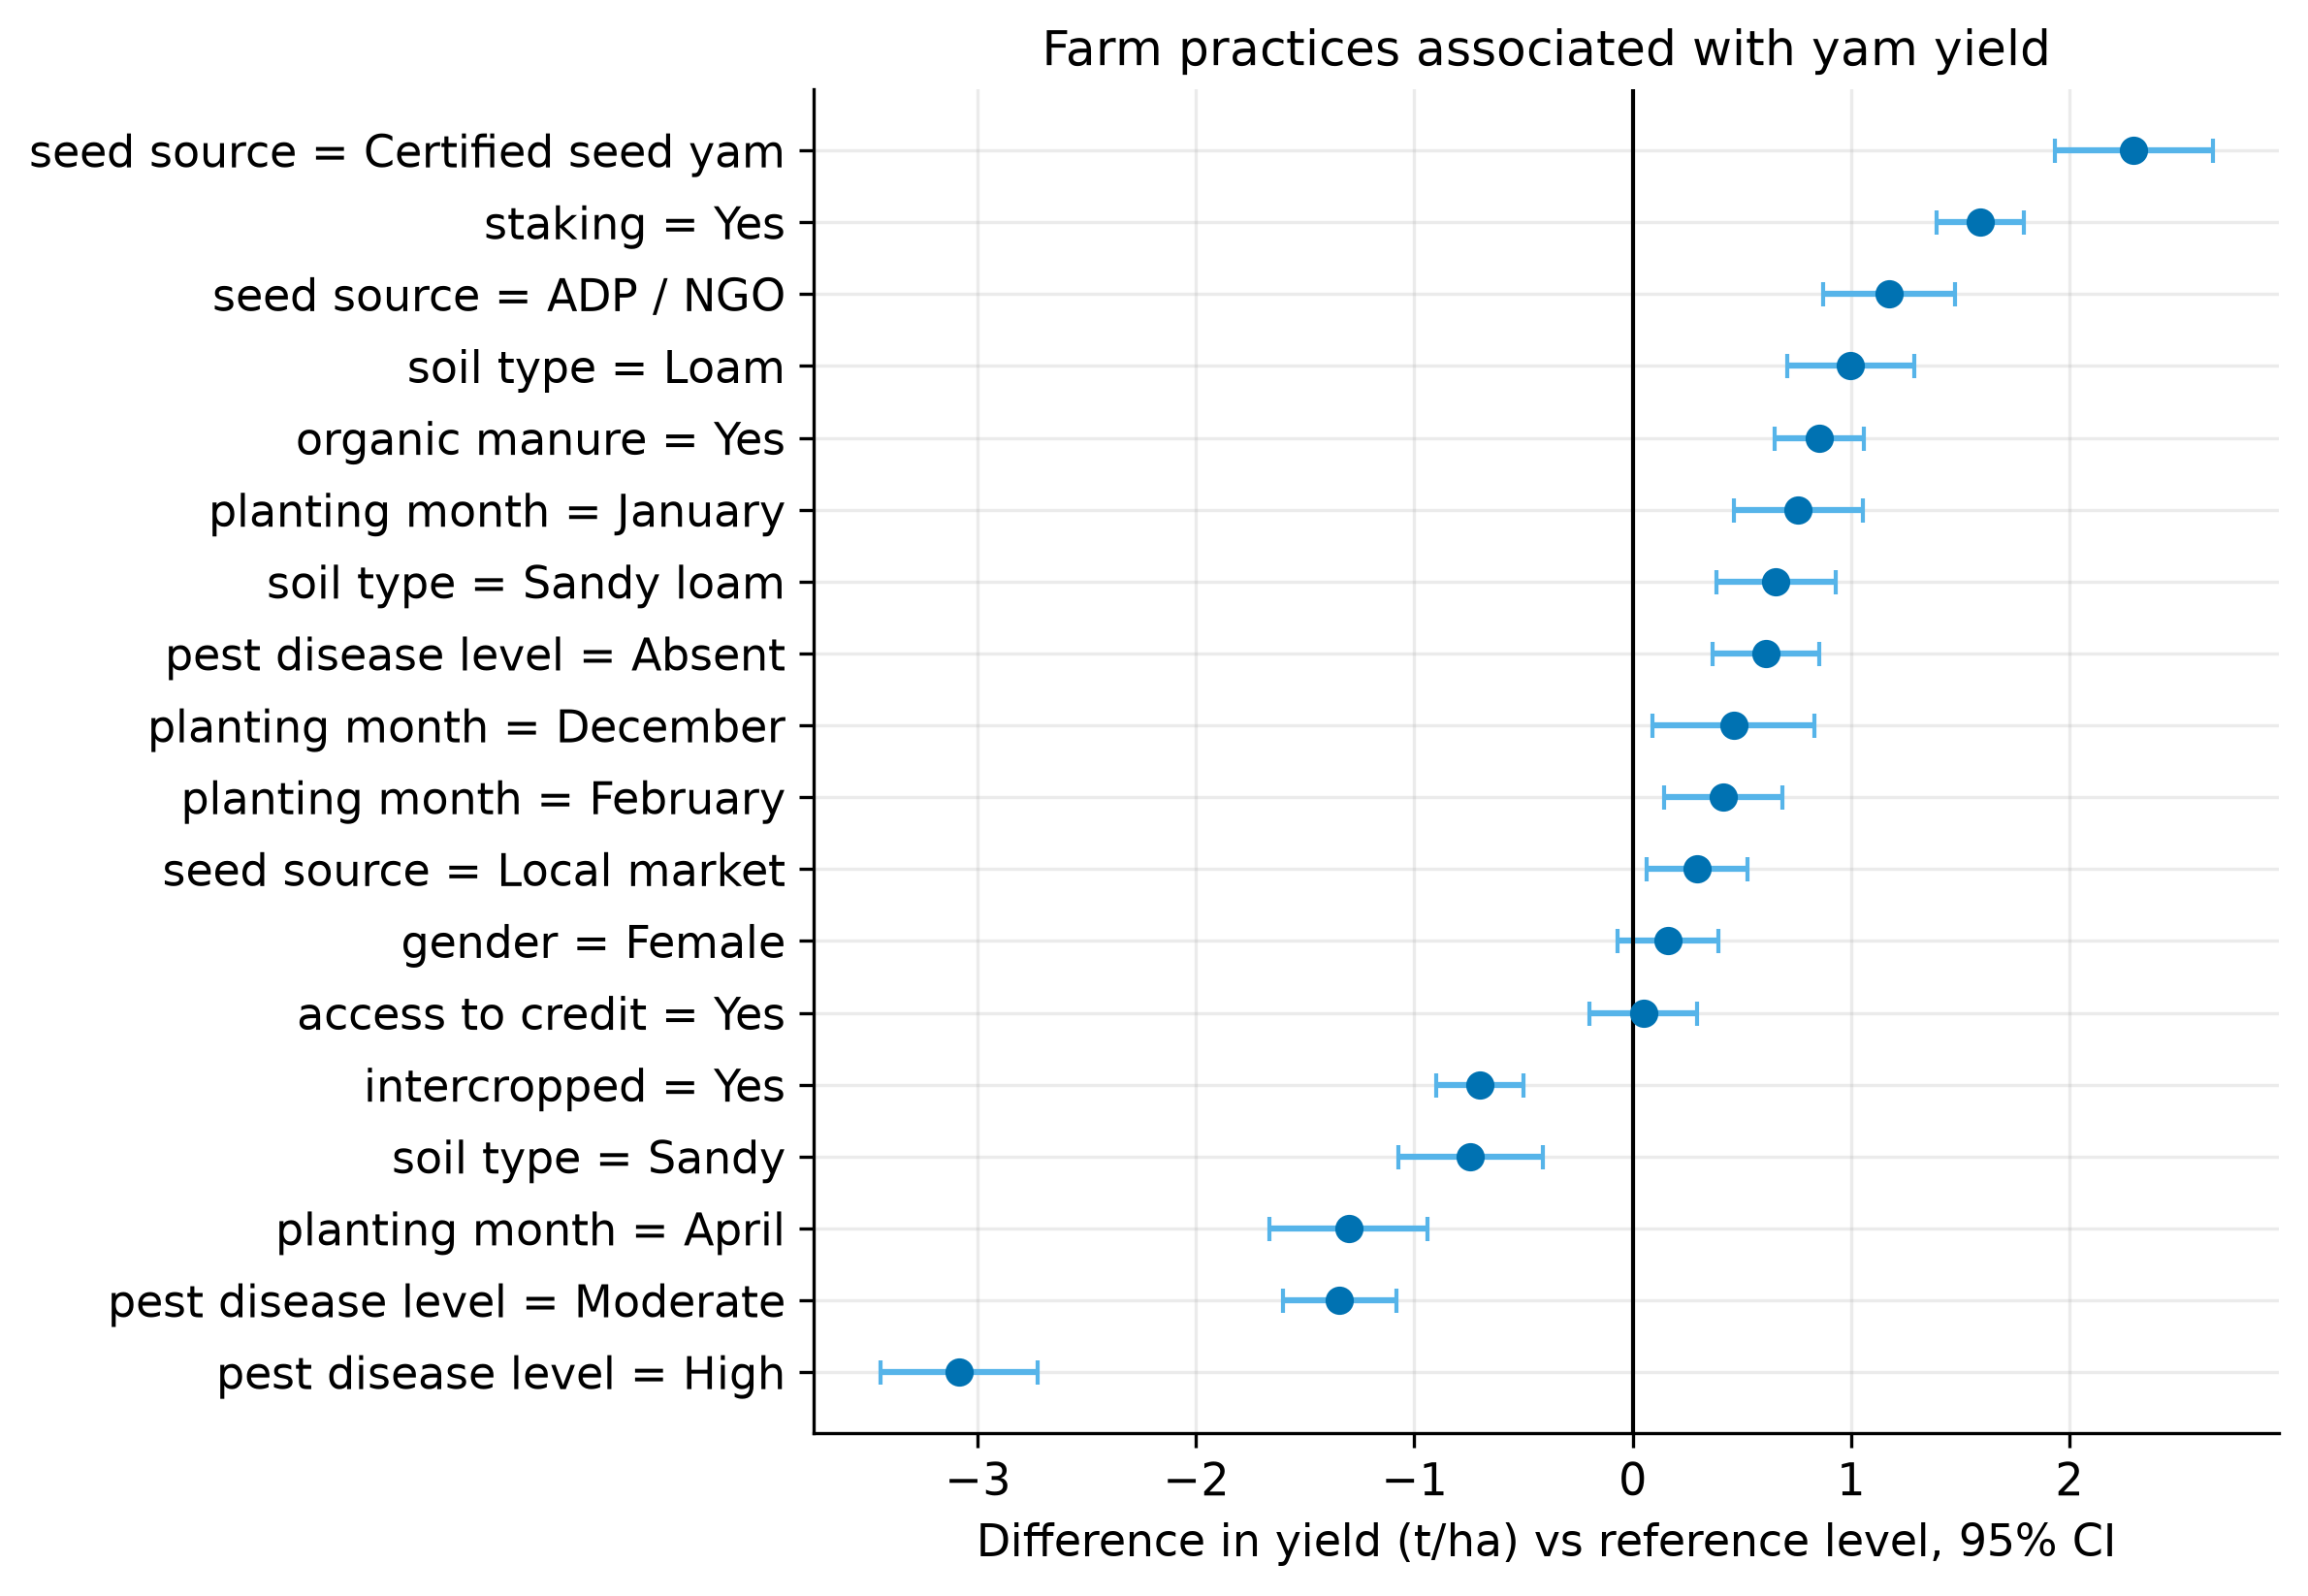 Farm practices associated with yam yield
seed source = Certified seed yam
staking = Yes
seed source = ADP / NGO
soil type = Loam
organic manure = Yes
planting month = January
soil type = Sandy loam
pest disease level = Absent
planting month = December
planting month = February
seed source = Local market
gender = Female
access to credit = Yes
intercropped = Yes
soil type = Sandy
planting month = April
pest disease level = Moderate
pest disease level = High
−3 −2 −1 0 1 2
Difference in yield (t/ha) vs reference level, 95% CI